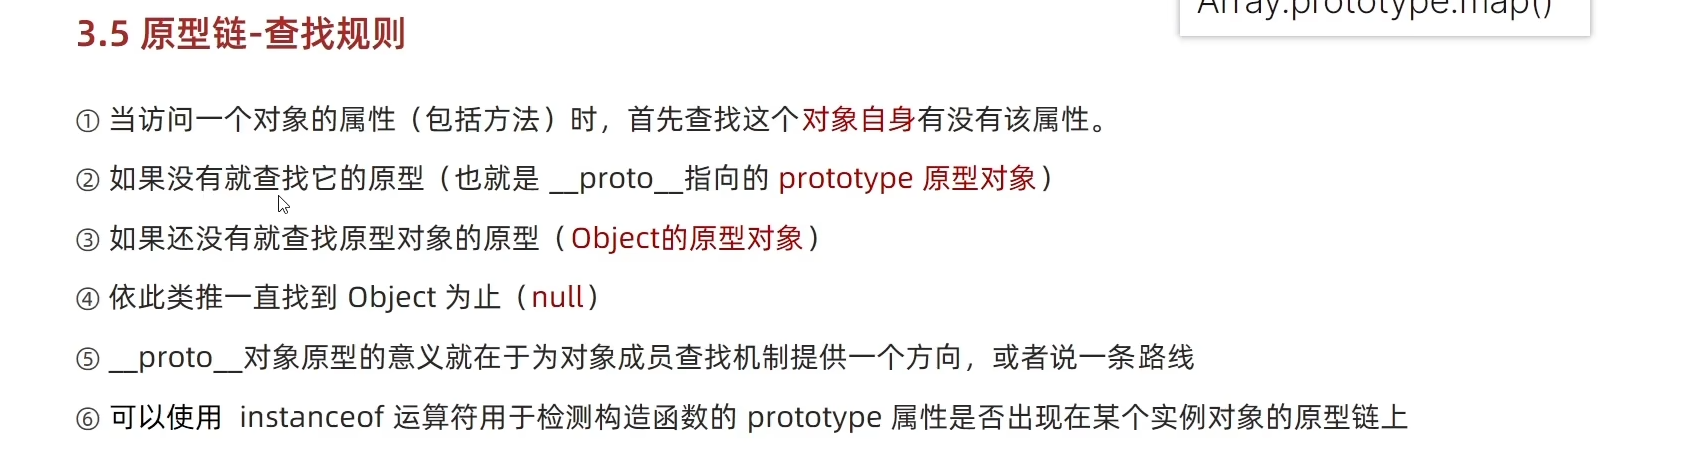 Array.prototype.map()
3.5 原型链-查找规则
① 当访问一个对象的属性（包括方法）时，首先查找这个对象自身有没有该属性。
② 如果没有就查找它的原型（也就是 __proto__指向的 prototype 原型对象）
③ 如果还没有就查找原型对象的原型（Object的原型对象）
④ 依此类推一直找到 Object 为止（null）
⑤ __proto__对象原型的意义就在于为对象成员查找机制提供一个方向，或者说一条路线
⑥ 可以使用 instanceof 运算符用于检测构造函数的 prototype 属性是否出现在某个实例对象的原型链上